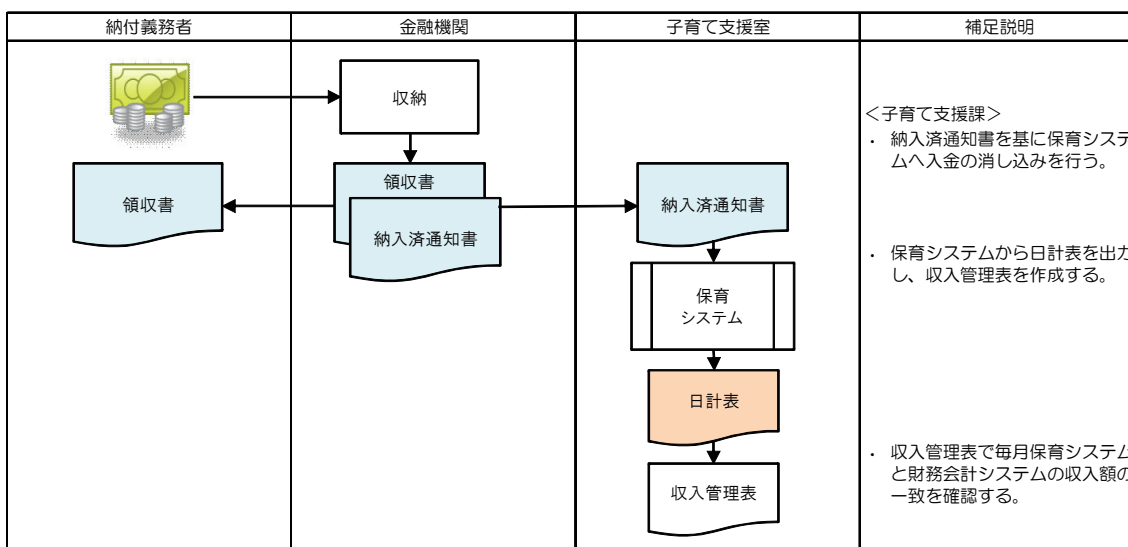 納付義務者
金融機関
子育て支援室
補足説明
収納
領収書
領収書
納入済通知書
納入済通知書
保育
システム
日計表
収入管理表
＜子育て支援課＞
・ 納入済通知書を基に保育システ
ムへ入金の消し込みを行う。
・ 保育システムから日計表を出力
し、収入管理表を作成する。
・ 収入管理表で毎月保育システム
と財務会計システムの収入額の
一致を確認する。